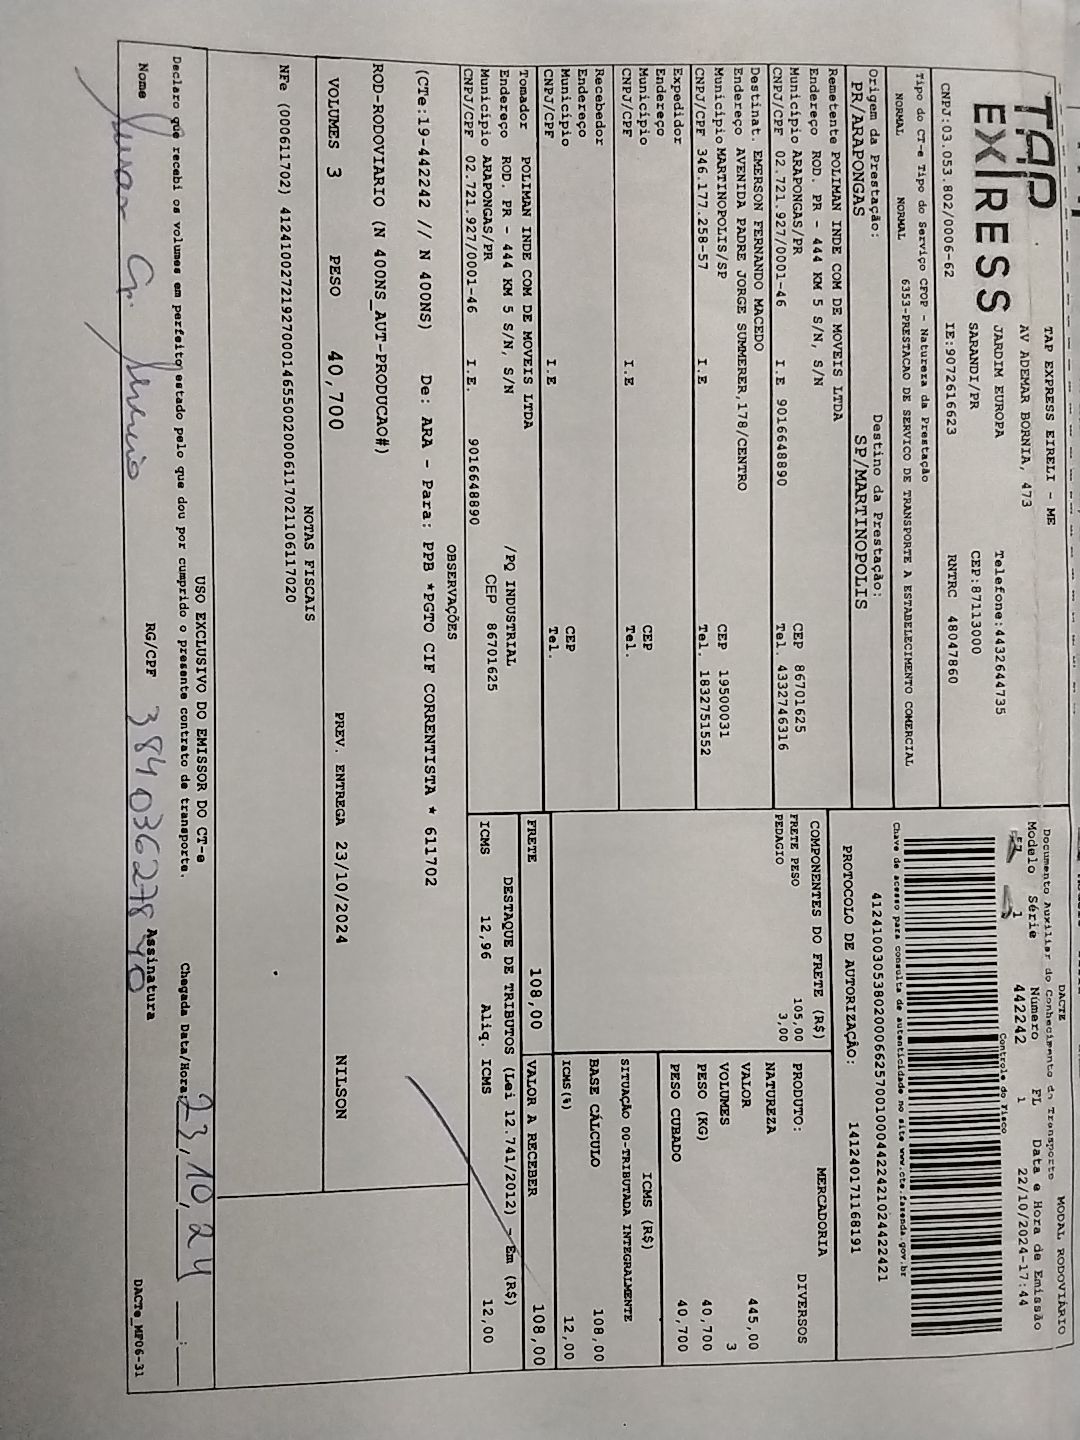 TAP EXPRESS
TAP EXPRESS EIRELI - ME
AV ADEMAR BORNIA, 473
JARDIM EUROPA Telefone:4432644735
SARANDI/PR CEP:87113000
CNPJ:03.053.802/0006-62 IE:9072616623 RNTRC 48047860
Tipo do CT-e Tipo do Serviço CFOP - Natureza da Prestação
NORMAL NORMAL 6353-PRESTACAO DE SERVICO DE TRANSPORTE A ESTABELECIMENTO COMERCIAL
Origem da Prestação: Destino da Prestação:
PR/ARAPONGAS SP/MARTINOPOLIS
DACTE MODAL RODOVIÁRIO
Documento Auxiliar do Conhecimento de Transporte
Modelo Série Número FL Data e Hora de Emissão
57 1 442242 1 22/10/2024-17:44
Controle do Fisco
Chave de acesso para consulta de autenticidade no site www.cte.fazenda.gov.br
41241003053802000662570010004422421024422421
PROTOCOLO DE AUTORIZAÇÃO: 141240171168191
Remetente POLIMAN INDE COM DE MOVEIS LTDA
Endereço ROD. PR - 444 KM 5 S/N, S/N
Município ARAPONGAS/PR CEP 86701625
CNPJ/CPF 02.721.927/0001-46 I.E 9016648890 Tel. 4332746316
Destinat. EMERSON FERNANDO MACEDO
Endereço AVENIDA PADRE JORGE SUMMERER,178/CENTRO
Município MARTINOPOLIS/SP CEP 19500031
CNPJ/CPF 346.177.258-57 I.E Tel. 1832751552
Expedidor
Endereço
Município CEP
CNPJ/CPF I.E Tel.
Recebedor
Endereço
Município CEP
CNPJ/CPF I.E Tel.
Tomador POLIMAN INDE COM DE MOVEIS LTDA
Endereço ROD. PR - 444 KM 5 S/N, S/N /PQ INDUSTRIAL
Município ARAPONGAS/PR CEP 86701625
CNPJ/CPF 02.721.927/0001-46 I.E. 9016648890
COMPONENTES DO FRETE (R$)
FRETE PESO 105,00
PEDAGIO 3,00
PRODUTO: MERCADORIA
NATUREZA DIVERSOS
VALOR 445,00
VOLUMES 3
PESO (KG) 40,700
PESO CUBADO 40,700
ICMS (R$)
SITUAÇÃO 00-TRIBUTADA INTEGRALMENTE
BASE CÁLCULO 108,00
ICMS(%) 12,00
FRETE 108,00 VALOR A RECEBER 108,00
DESTAQUE DE TRIBUTOS (Lei 12.741/2012) - Em (R$)
ICMS 12,96 Aliq. ICMS 12,00
OBSERVAÇÕES
(CTe:19-442242 // N 400NS) De: ARA - Para: PPB *PGTO CIF CORRENTISTA * 611702
ROD-RODOVIARIO (N 400NS_AUT-PRODUCAO#)
VOLUMES 3 PESO 40,700 PREV. ENTREGA 23/10/2024 NILSON
NOTAS FISCAIS
NFe (000611702) 41241002721927000146550020006117021106117020
USO EXCLUSIVO DO EMISSOR DO CT-e
Declaro que recebi os volumes em perfeito estado pelo que dou por cumprido o presente contrato de transporte. Chegada Data/Hora: 23/10/24 ___:___
Nome RG/CPF 38403627840 Assinatura
DACTe_MF06-31